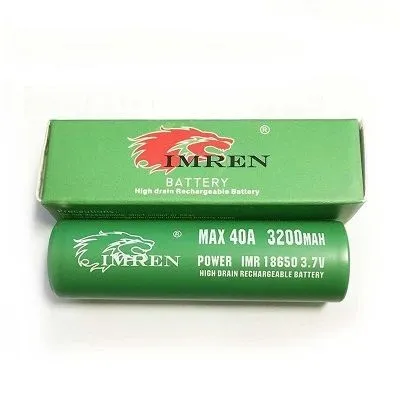 IMREN ®
BATTERY
High drain Rechargeable Battery
IMREN ®
MAX 40A 3200MAH
POWER IMR 18650 3.7V
HIGH DRAIN RECHARGEABLE BATTERY